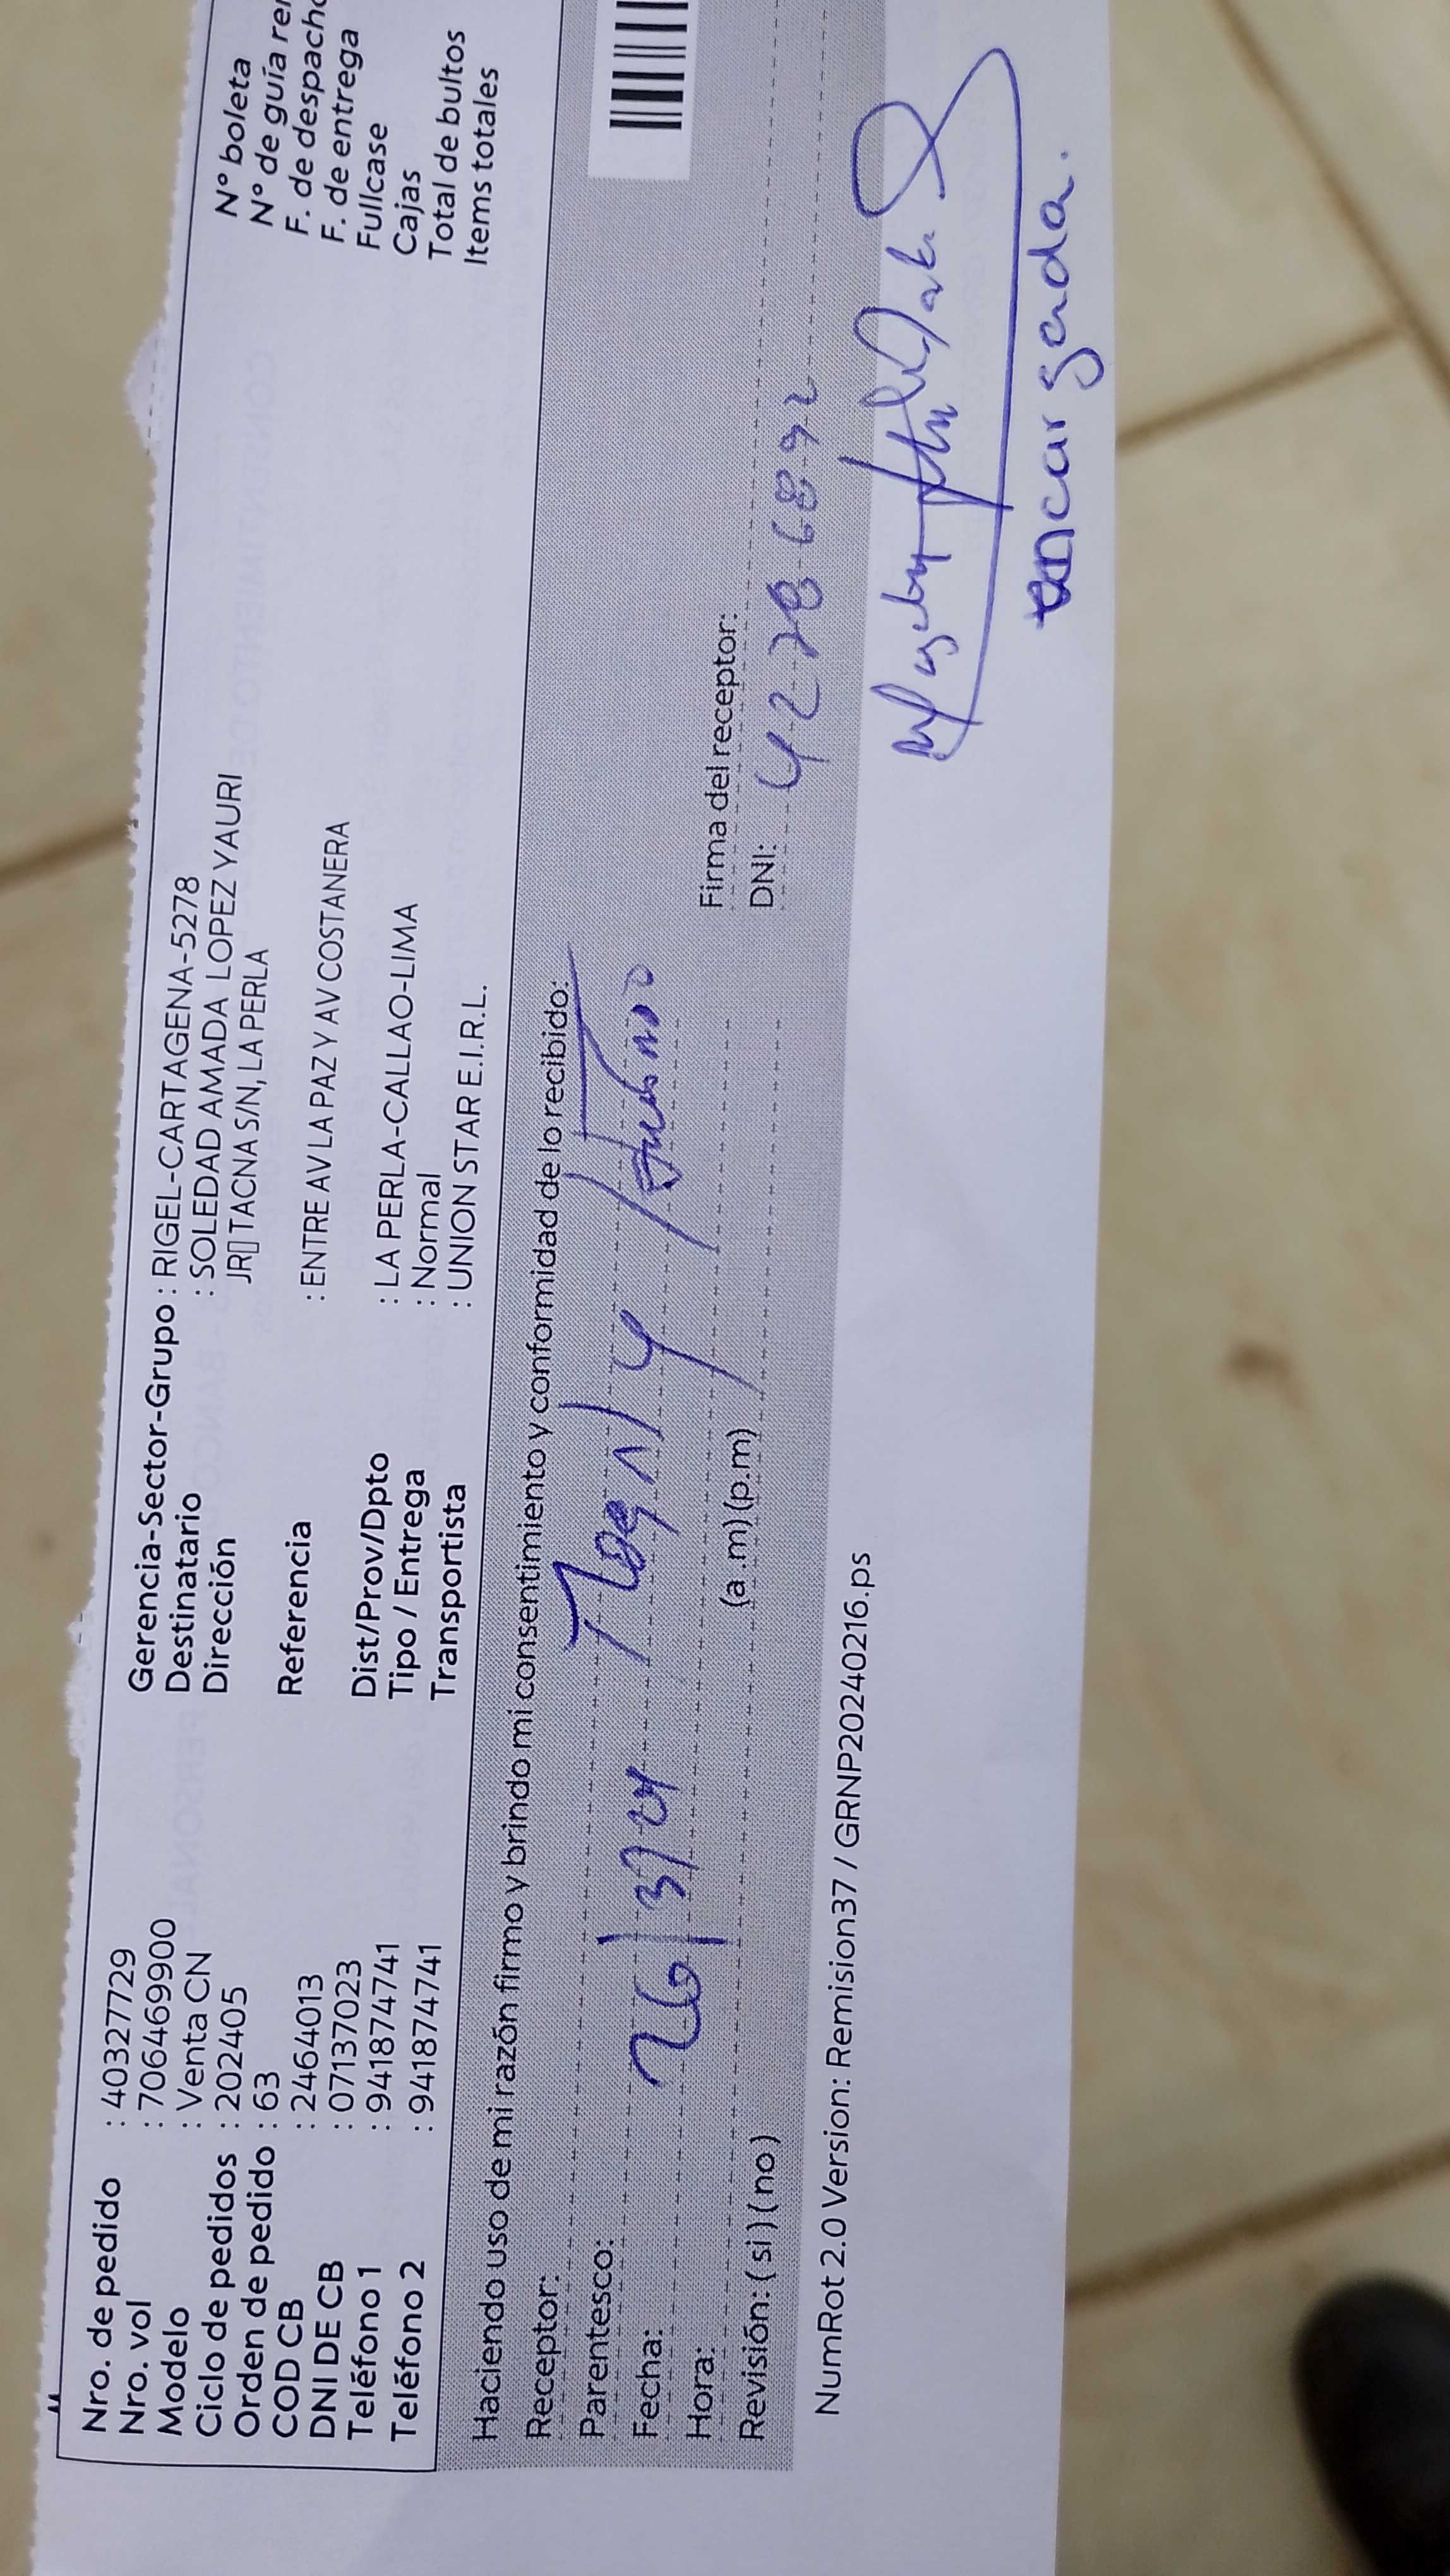 Nro. de pedido : 40327729
Nro. vol : 706469900
Modelo : Venta CN
Ciclo de pedidos : 202405
Orden de pedido : 63
COD CB : 2464013
DNI DE CB : 07137023
Teléfono 1 : 941874741
Teléfono 2 : 941874741
Gerencia-Sector-Grupo : RIGEL-CARTAGENA-5278
Destinatario : SOLEDAD AMADA LOPEZ YAURI
Dirección JR▯ TACNA S/N, LA PERLA
Referencia : ENTRE AV LA PAZ Y AV COSTANERA
Dist/Prov/Dpto : LA PERLA-CALLAO-LIMA
Tipo / Entrega : Normal
Transportista : UNION STAR E.I.R.L.
N° boleta
N° de guía re
F. de despacho
F. de entrega
Fullcase
Cajas
Total de bultos
Items totales
Haciendo uso de mi razón firmo y brindo mi consentimiento y conformidad de lo recibido:
Receptor:
Parentesco:
Fecha: 26/3/24
Hora: (a.m) (p.m)
Revisión: ( si ) ( no )
Firma del receptor:
DNI: 42786892
encargada.
NumRot 2.0 Version: Remision37 / GRNP20240216.ps